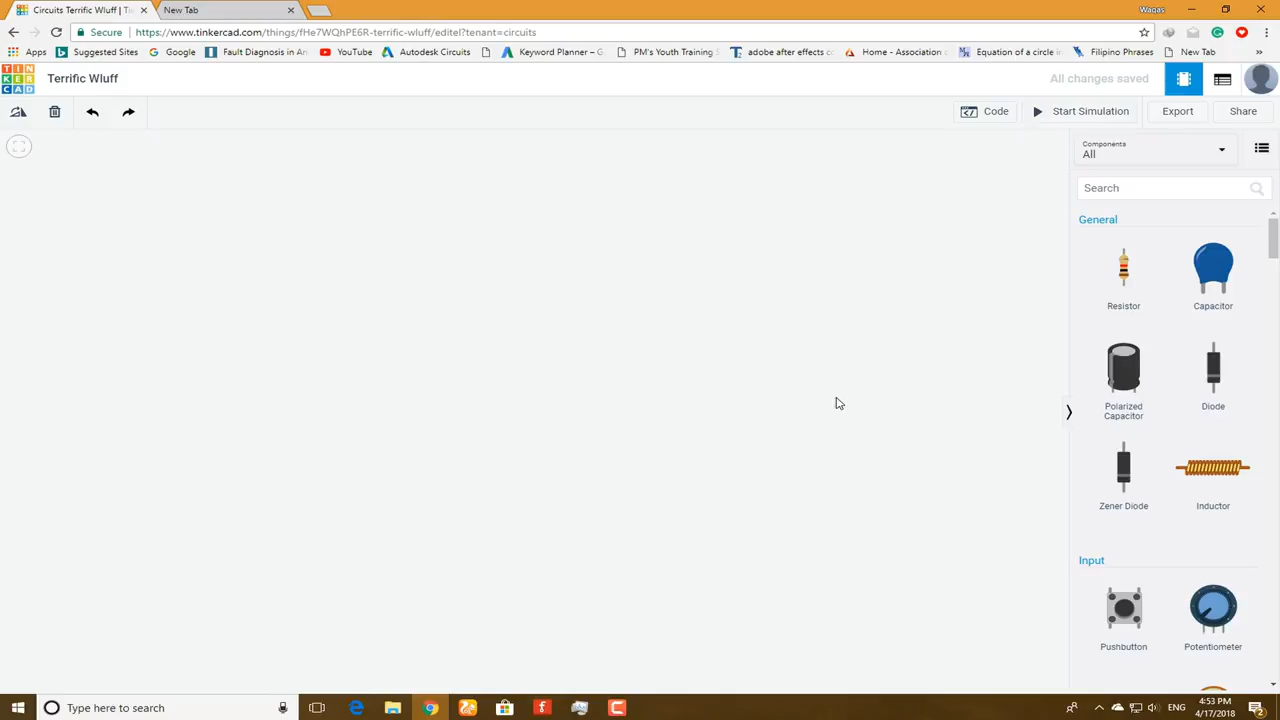 Circuits Terrific Wluff | Ti
New Tab
Waqas
Secure
https://www.tinkercad.com/things/fHe7WQhPE6R-terrific-wluff/editel?tenant=circuits
Apps
Suggested Sites
Google
Fault Diagnosis in An
YouTube
Autodesk Circuits
Keyword Planner – G
PM's Youth Training
adobe after effects co
Home - Association o
Equation of a circle in
Filipino Phrases
New Tab
TIN
KER
CAD
Terrific Wluff
All changes saved
Code
Start Simulation
Export
Share
Components
All
Search
General
Resistor
Capacitor
Polarized
Capacitor
Diode
Zener Diode
Inductor
Input
Pushbutton
Potentiometer
Type here to search
ENG
4:53 PM
4/17/2018
2